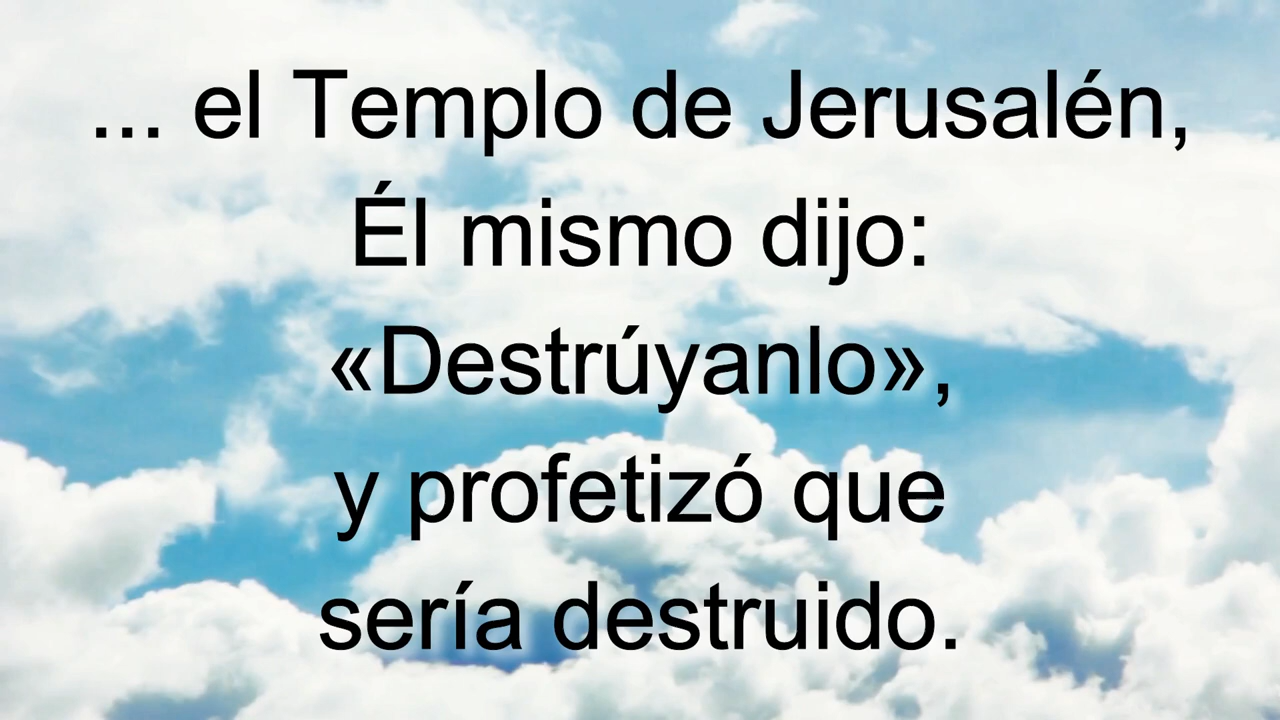 ... el Templo de Jerusalén,
Él mismo dijo:
«Destrúyanlo»,
y profetizó que
sería destruido.